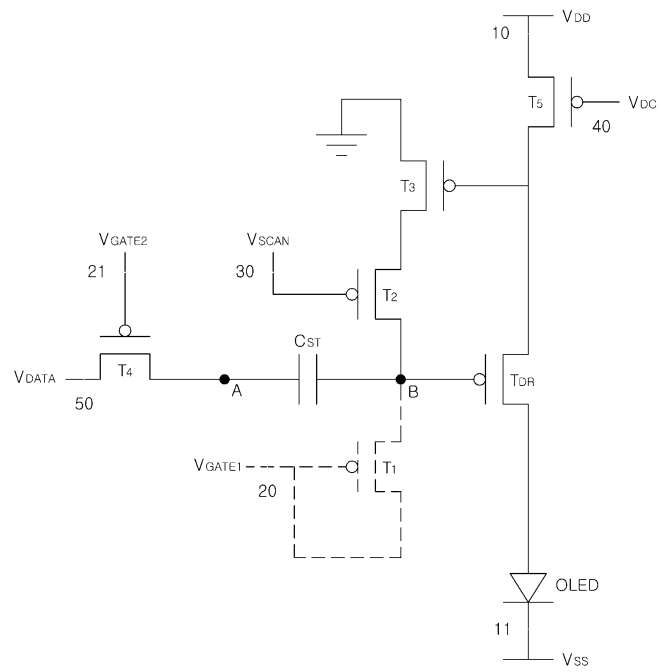 VDD
10
T5
VDC
40
T3
VGATE2
VSCAN
21
30
T2
CST
VDATA
T4
A
B
TDR
50
VGATE1
T1
20
OLED
11
VSS